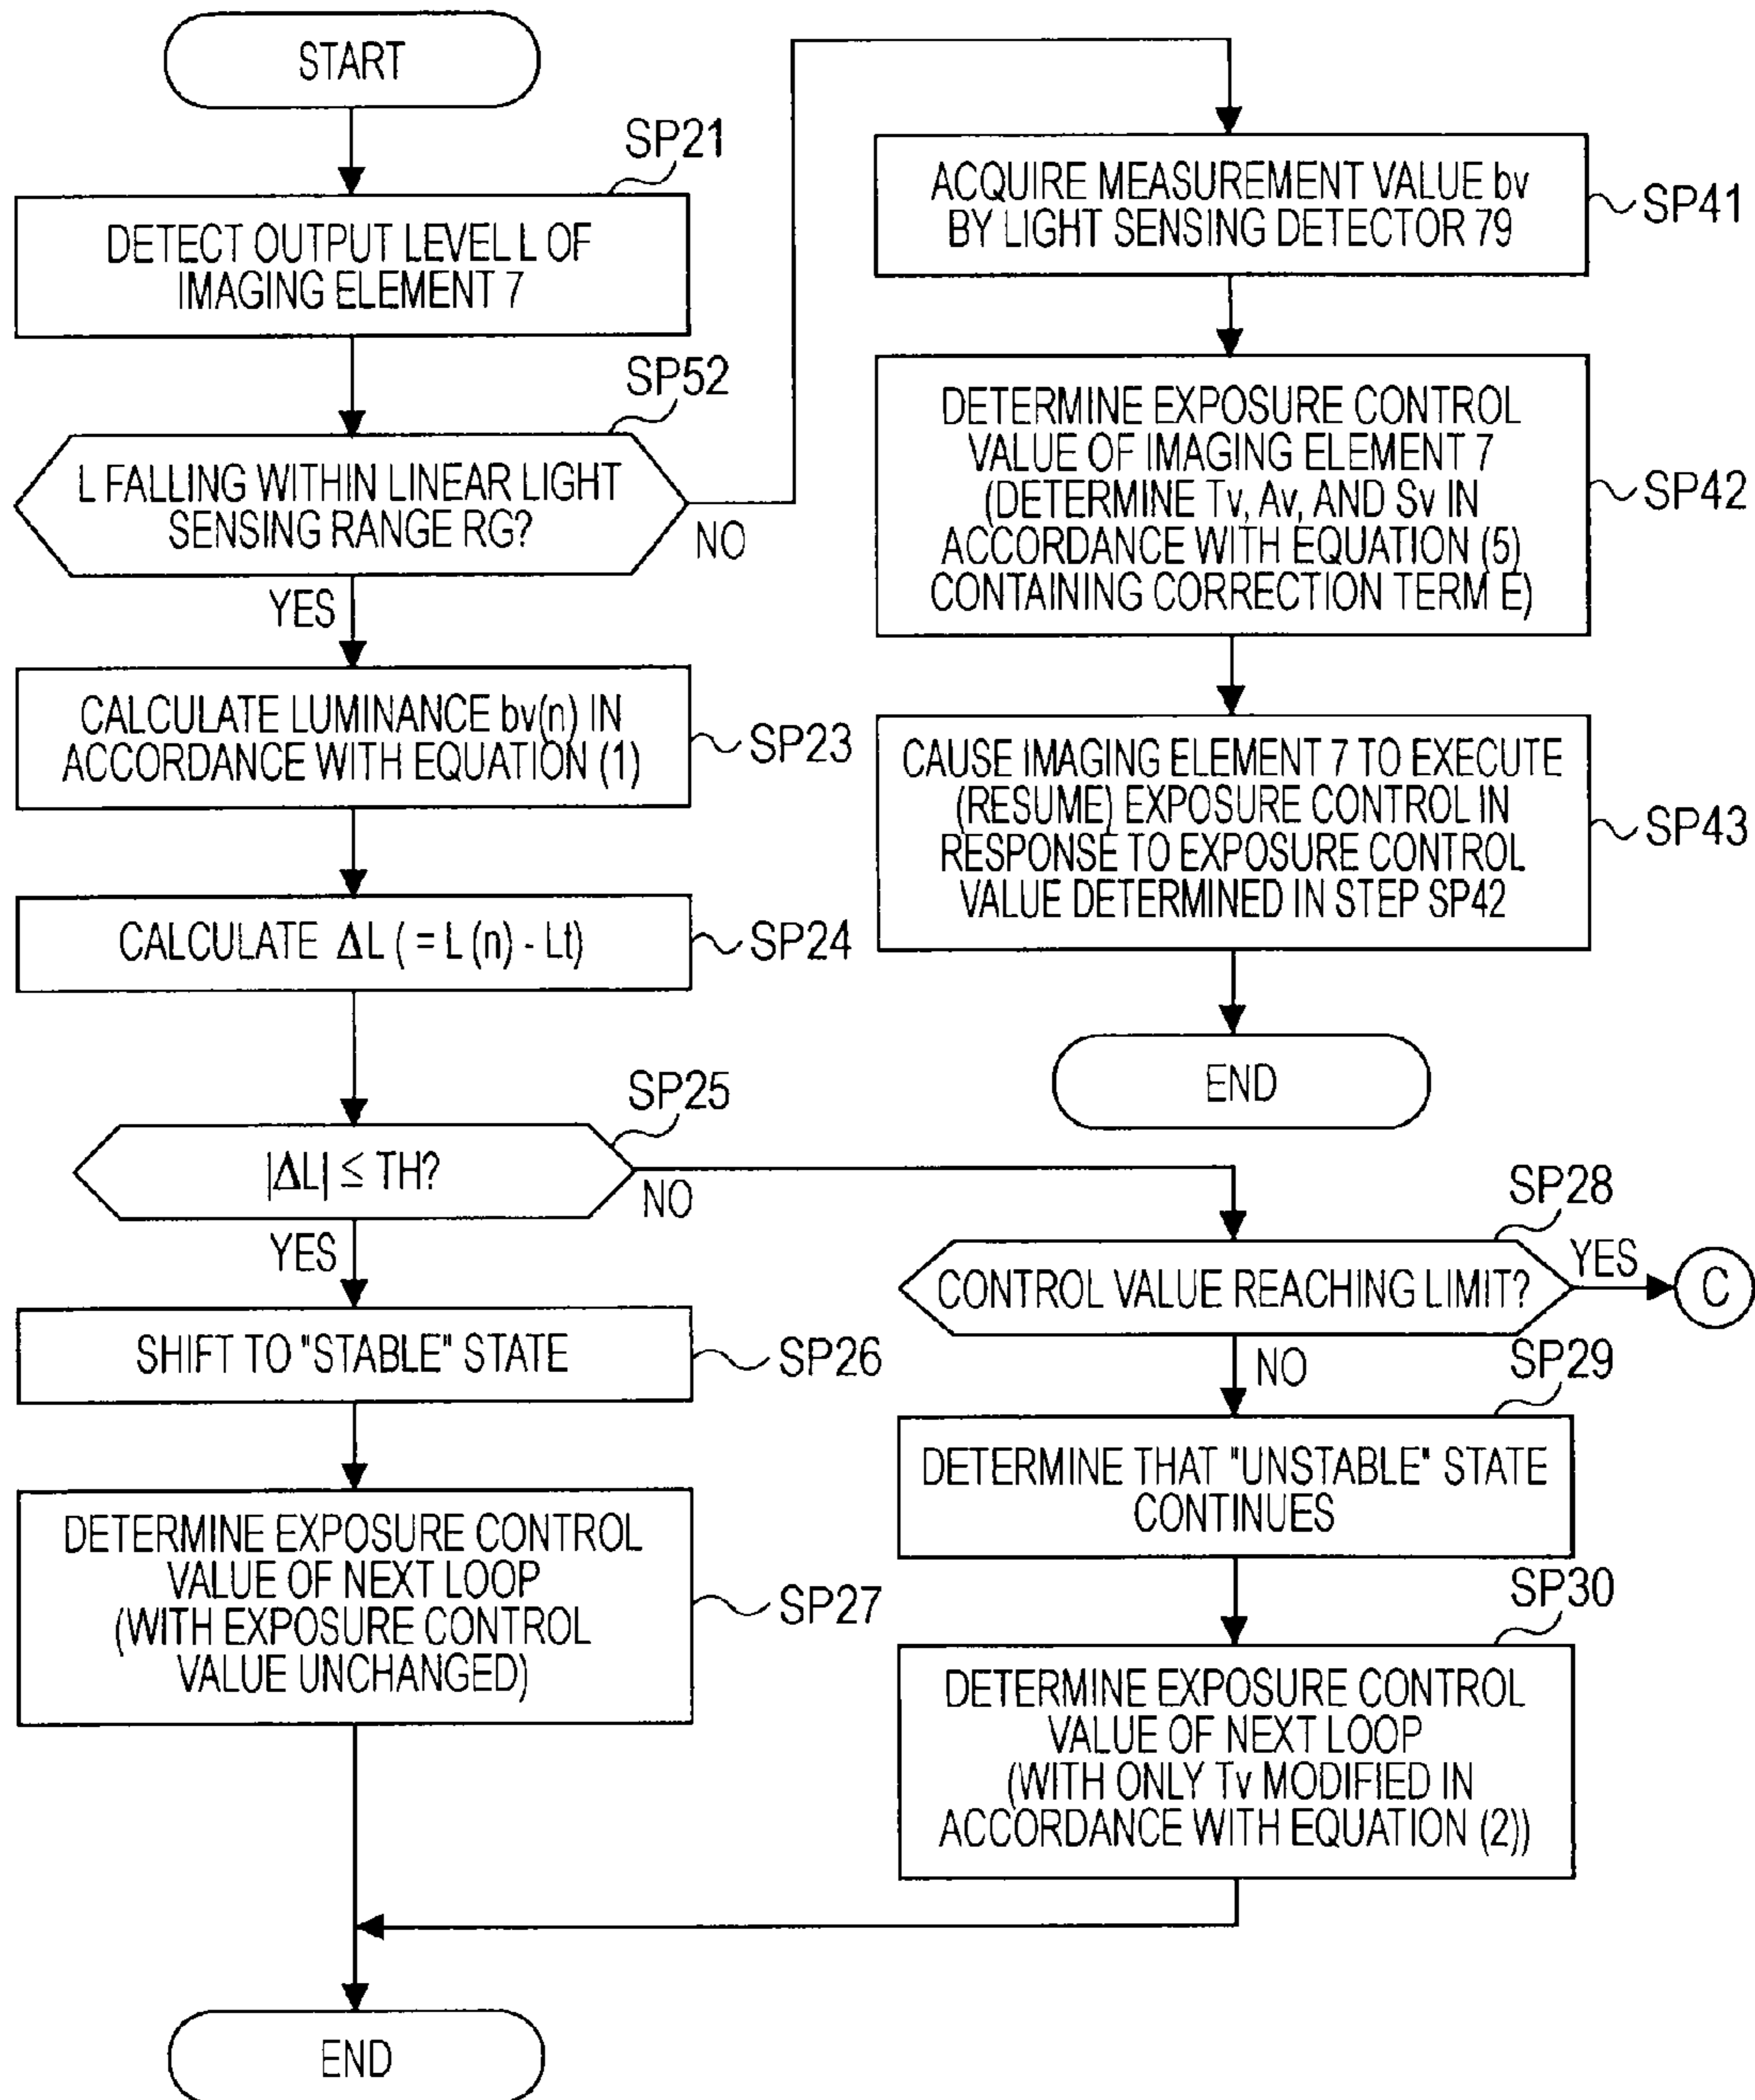 START
SP21
DETECT OUTPUT LEVEL L OF
IMAGING ELEMENT 7
SP52
L FALLING WITHIN LINEAR LIGHT
SENSING RANGE RG?
NO
YES
CALCULATE LUMINANCE bv(n) IN
ACCORDANCE WITH EQUATION (1)
SP23
CALCULATE ΔL ( = L (n) - Lt)
SP24
SP25
|ΔL| ≤ TH?
NO
YES
SHIFT TO "STABLE" STATE
SP26
DETERMINE EXPOSURE CONTROL
VALUE OF NEXT LOOP
(WITH EXPOSURE CONTROL
VALUE UNCHANGED)
SP27
END
ACQUIRE MEASUREMENT VALUE bv
BY LIGHT SENSING DETECTOR 79
SP41
DETERMINE EXPOSURE CONTROL
VALUE OF IMAGING ELEMENT 7
(DETERMINE Tv, Av, AND Sv IN
ACCORDANCE WITH EQUATION (5)
CONTAINING CORRECTION TERM E)
SP42
CAUSE IMAGING ELEMENT 7 TO EXECUTE
(RESUME) EXPOSURE CONTROL IN
RESPONSE TO EXPOSURE CONTROL
VALUE DETERMINED IN STEP SP42
SP43
END
SP28
CONTROL VALUE REACHING LIMIT?
YES
C
NO
SP29
DETERMINE THAT "UNSTABLE" STATE
CONTINUES
SP30
DETERMINE EXPOSURE CONTROL
VALUE OF NEXT LOOP
(WITH ONLY Tv MODIFIED IN
ACCORDANCE WITH EQUATION (2))